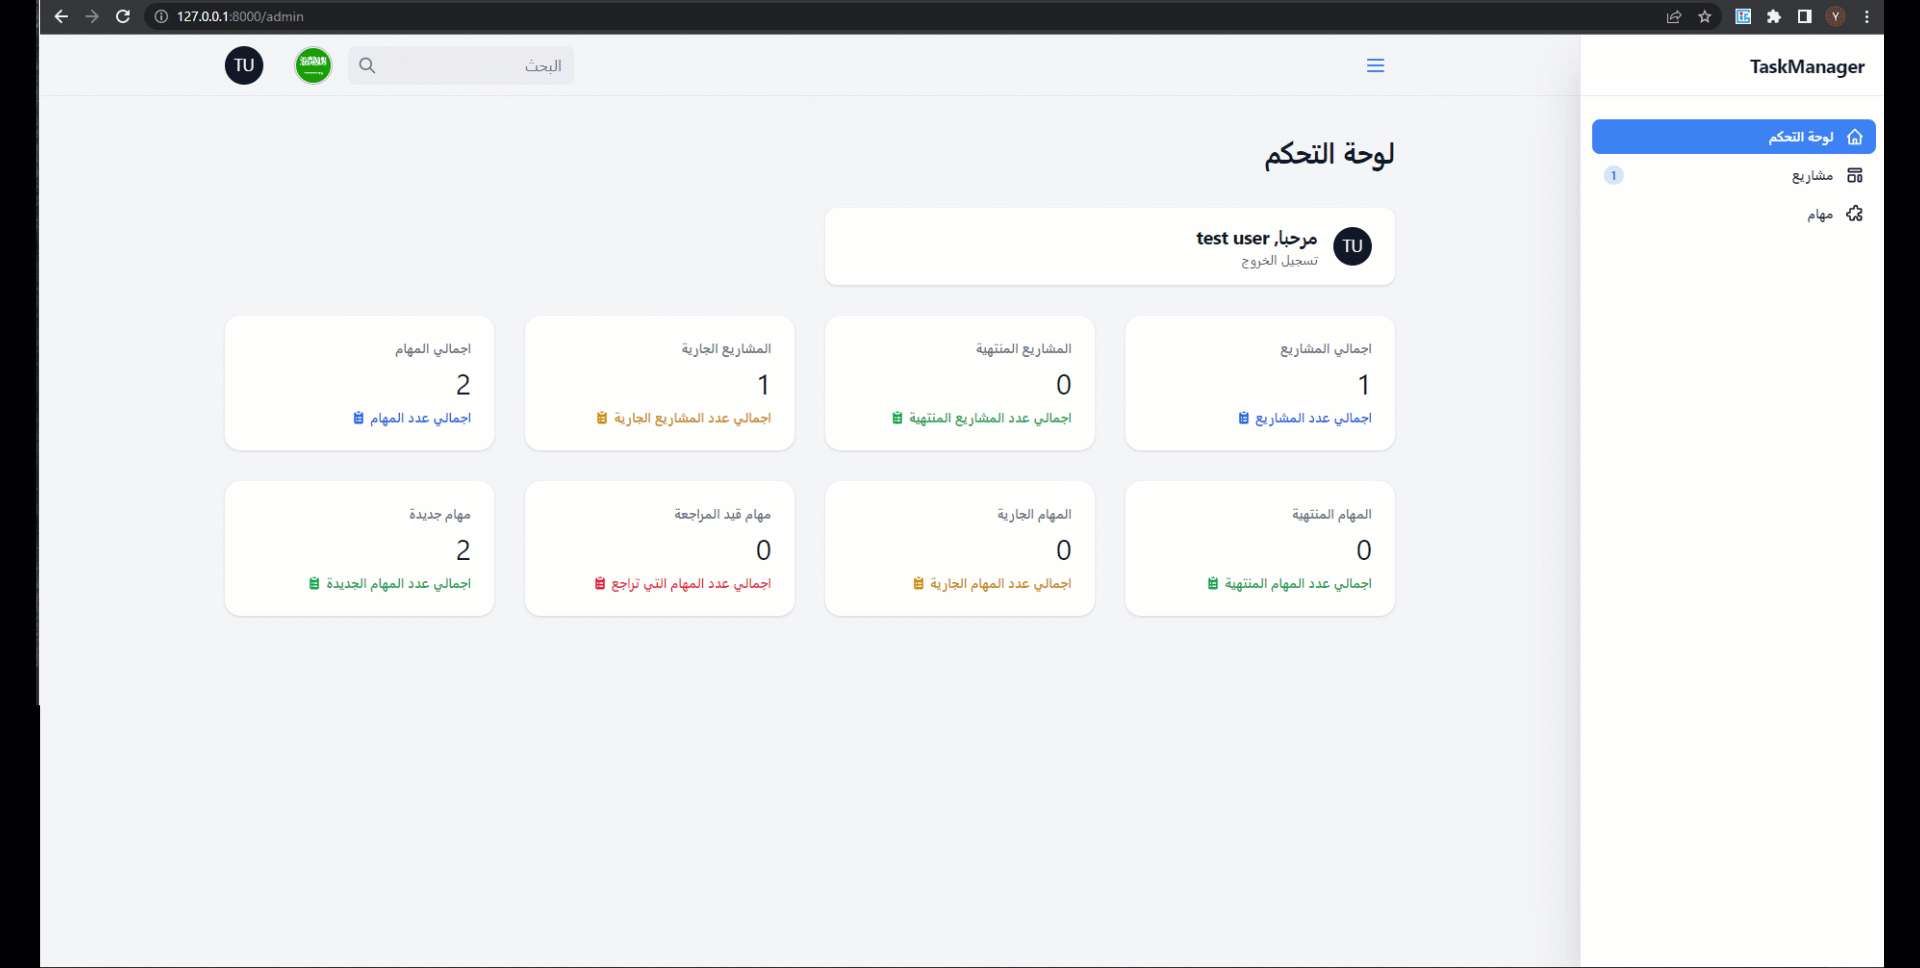 127.0.0.1:8000/admin
Y
TaskManager
البحث
TU
لوحة التحكم
مشاريع
1
مهام
لوحة التحكم
TU
مرحبا, test user
تسجيل الخروج
اجمالي المشاريع
1
اجمالي عدد المشاريع
المشاريع المنتهية
0
اجمالي عدد المشاريع المنتهية
المشاريع الجارية
1
اجمالي عدد المشاريع الجارية
اجمالي المهام
2
اجمالي عدد المهام
المهام المنتهية
0
اجمالي عدد المهام المنتهية
المهام الجارية
0
اجمالي عدد المهام الجارية
مهام قيد المراجعة
0
اجمالي عدد المهام التي تراجع
مهام جديدة
2
اجمالي عدد المهام الجديدة